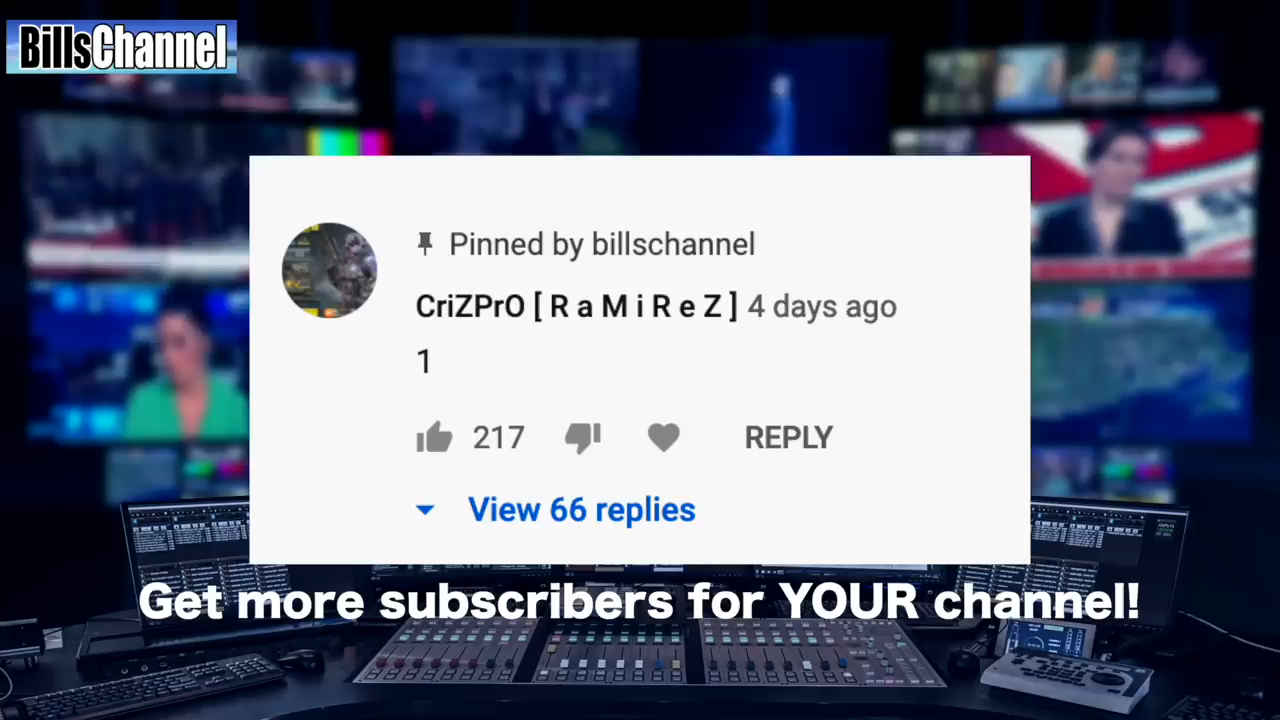 BillsChannel
Pinned by billschannel
CriZPrO [ R a M i R e Z ] 4 days ago
1
217 REPLY
View 66 replies
Get more subscribers for YOUR channel!